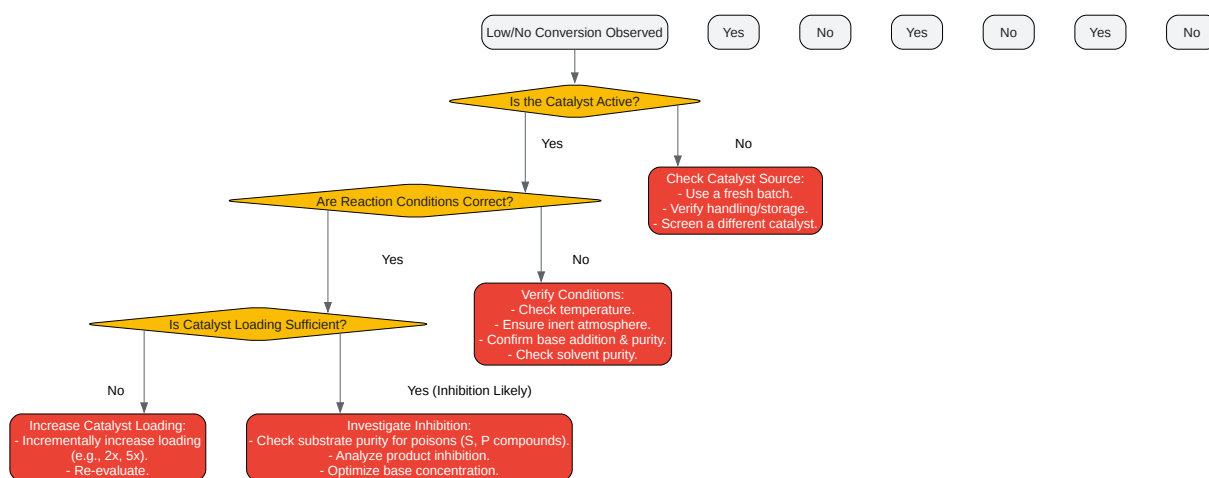 Low/No Conversion Observed
Yes
No
Yes
No
Yes
No
Is the Catalyst Active?
Yes
No
Check Catalyst Source:
- Use a fresh batch.
- Verify handling/storage.
- Screen a different catalyst.
Are Reaction Conditions Correct?
Yes
No
Verify Conditions:
- Check temperature.
- Ensure inert atmosphere.
- Confirm base addition & purity.
- Check solvent purity.
Is Catalyst Loading Sufficient?
No
Yes (Inhibition Likely)
Increase Catalyst Loading:
- Incrementally increase loading
(e.g., 2x, 5x).
- Re-evaluate.
Investigate Inhibition:
- Check substrate purity for poisons (S, P compounds).
- Analyze product inhibition.
- Optimize base concentration.